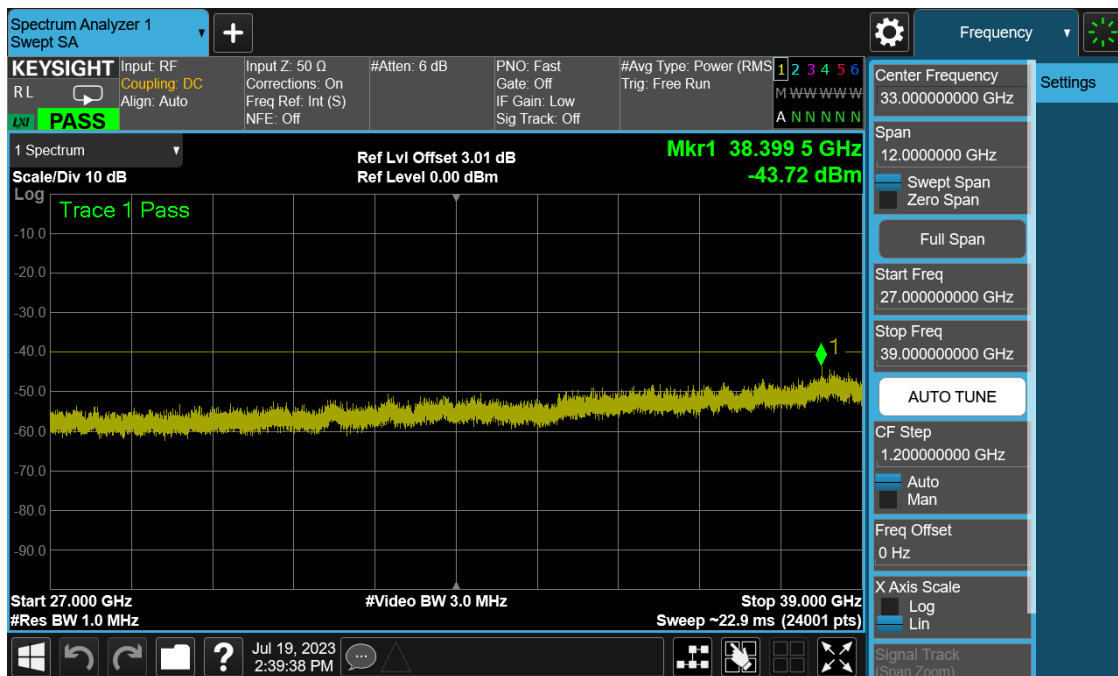 Spectrum Analyzer 1
Swept SA
+
Frequency
KEYSIGHT
RL
LXI
PASS
Input: RF
Coupling: DC
Align: Auto
Input Z: 50 Ω
Corrections: On
Freq Ref: Int (S)
NFE: Off
#Atten: 6 dB
PNO: Fast
Gate: Off
IF Gain: Low
Sig Track: Off
#Avg Type: Power (RMS
Trig: Free Run
1 2 3 4 5 6
M W W W W W
A N N N N N
1 Spectrum
Scale/Div 10 dB
Ref Lvl Offset 3.01 dB
Ref Level 0.00 dBm
Mkr1 38.399 5 GHz
-43.72 dBm
Log
Trace 1 Pass
-10.0
-20.0
-30.0
-40.0
-50.0
-60.0
-70.0
-80.0
-90.0
1
Start 27.000 GHz
#Res BW 1.0 MHz
#Video BW 3.0 MHz
Stop 39.000 GHz
Sweep ~22.9 ms (24001 pts)
Center Frequency
33.000000000 GHz
Span
12.0000000 GHz
Swept Span
Zero Span
Full Span
Start Freq
27.000000000 GHz
Stop Freq
39.000000000 GHz
AUTO TUNE
CF Step
1.200000000 GHz
Auto
Man
Freq Offset
0 Hz
X Axis Scale
Log
Lin
Signal Track
(Span Zoom)
Settings
?
Jul 19, 2023
2:39:38 PM